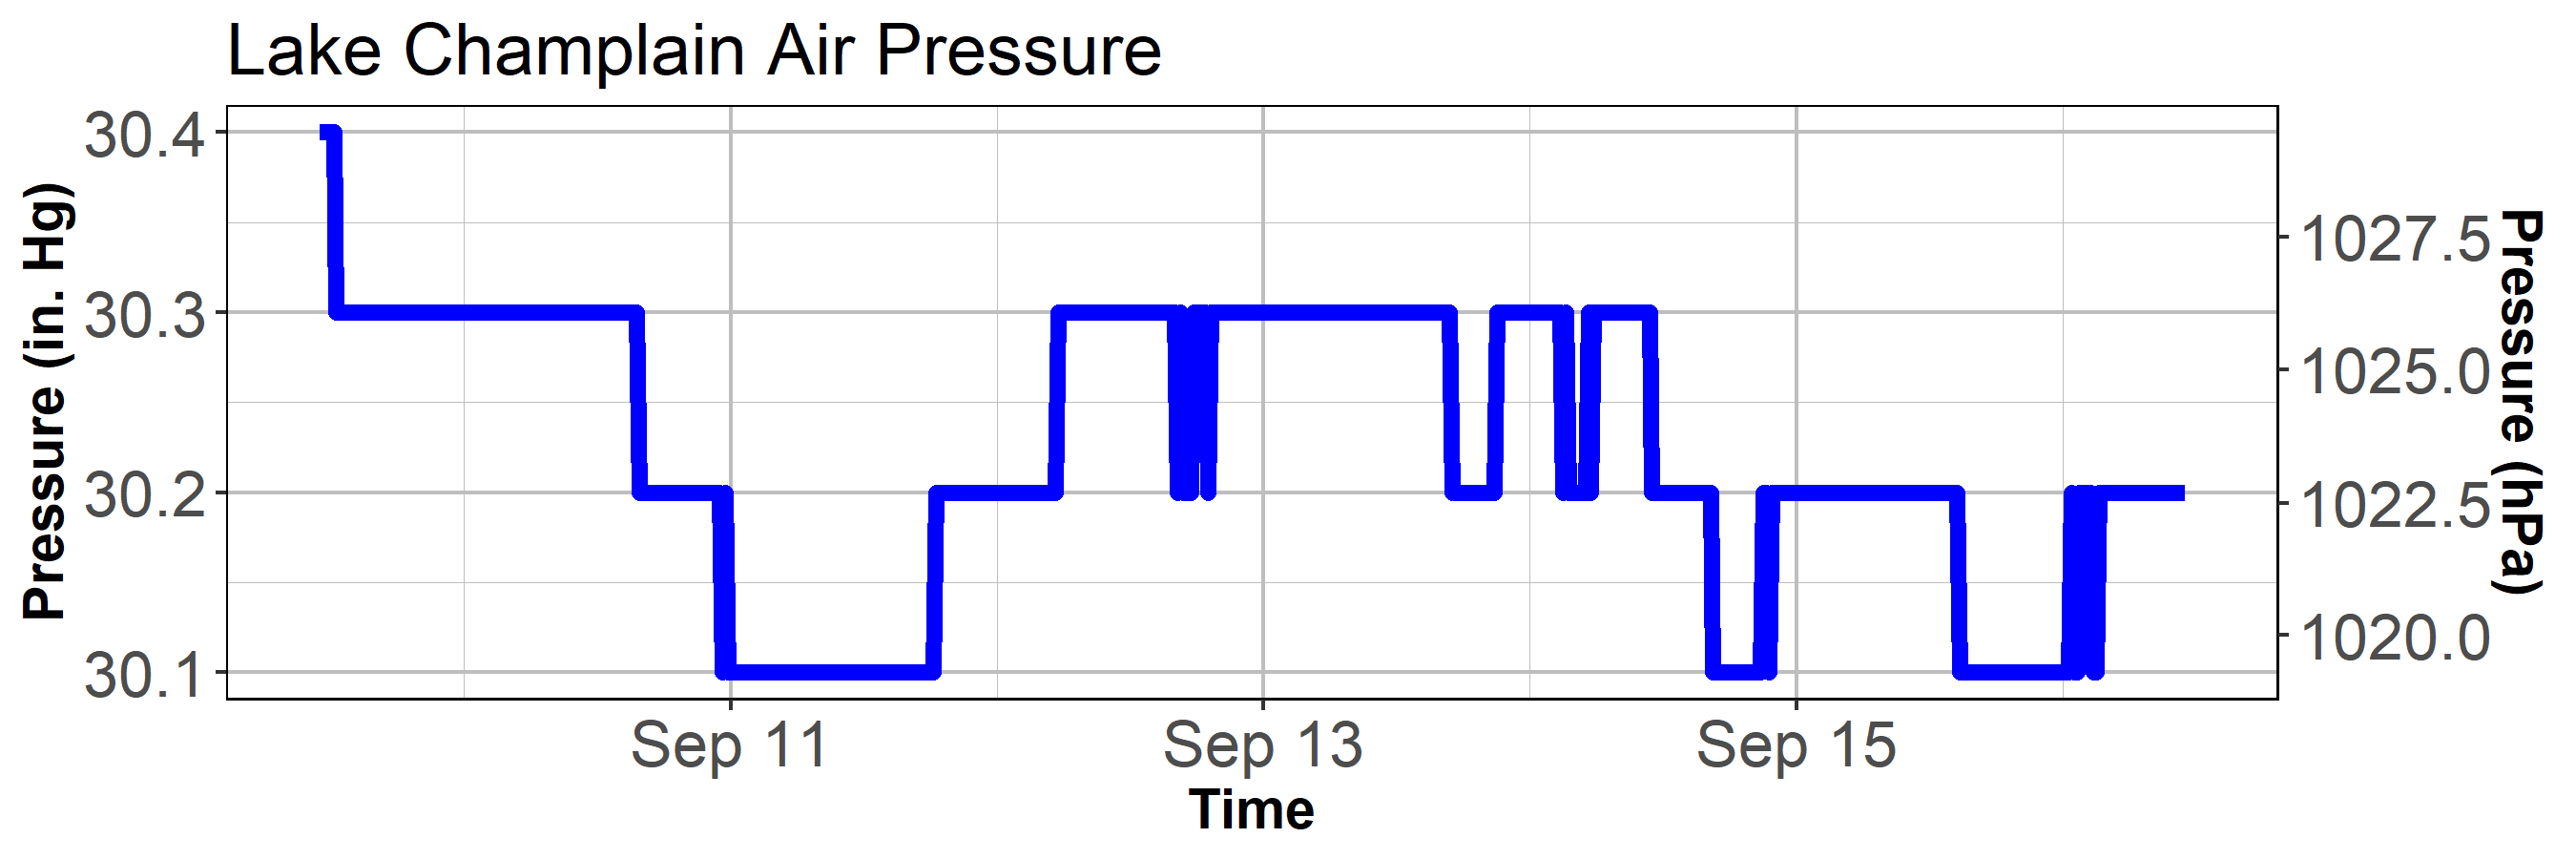 Lake Champlain Air Pressure
Pressure (in. Hg)
30.4
30.3
30.2
30.1
1027.5
1025.0
1022.5
1020.0
Pressure (hPa)
Sep 11
Sep 13
Sep 15
Time